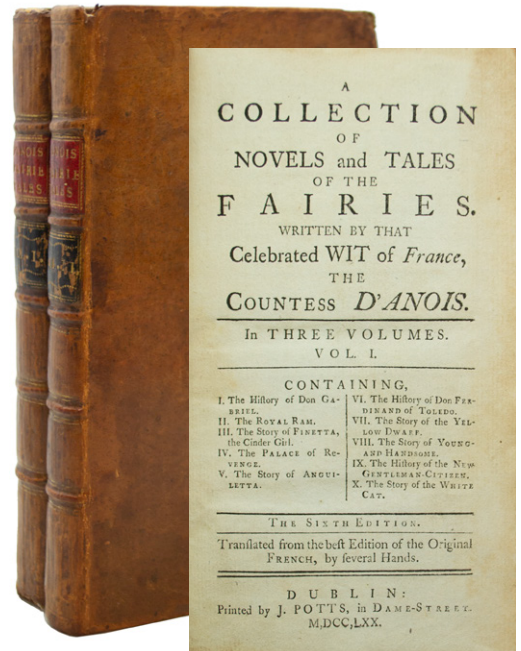 A
COLLECTION
OF
NOVELS and TALES
OF THE
FAIRIES.
WRITTEN BY THAT
Celebrated WIT of France,
THE
COUNTESS D'ANOIS.
In THREE VOLUMES.
VOL. I.
CONTAINING,
I. The Hiſtory of Don GA-
BRIEL.
II. The ROYAL RAM.
III. The Story of FINETTA,
the Cinder Girl.
IV. The PALACE of RE-
VENGE.
V. The Story of ANGUI-
LETTA.
VI. The Hiſtory of Don FER-
DINAND of TOLEDO.
VII. The Story of the YEL-
LOW DWARF.
VIII. The Story of YOUNG-
AND HANDSOME.
IX. The Hiſtory of the NEW
GENTLEMAN-CITIZEN.
X. The Story of the WHITE
CAT.
THE SIXTH EDITION.
Tranſlated from the beſt Edition of the Original
FRENCH, by ſeveral Hands.
DUBLIN:
Printed by J. POTTS, in DAME-STREET.
M,DCC,LXX.